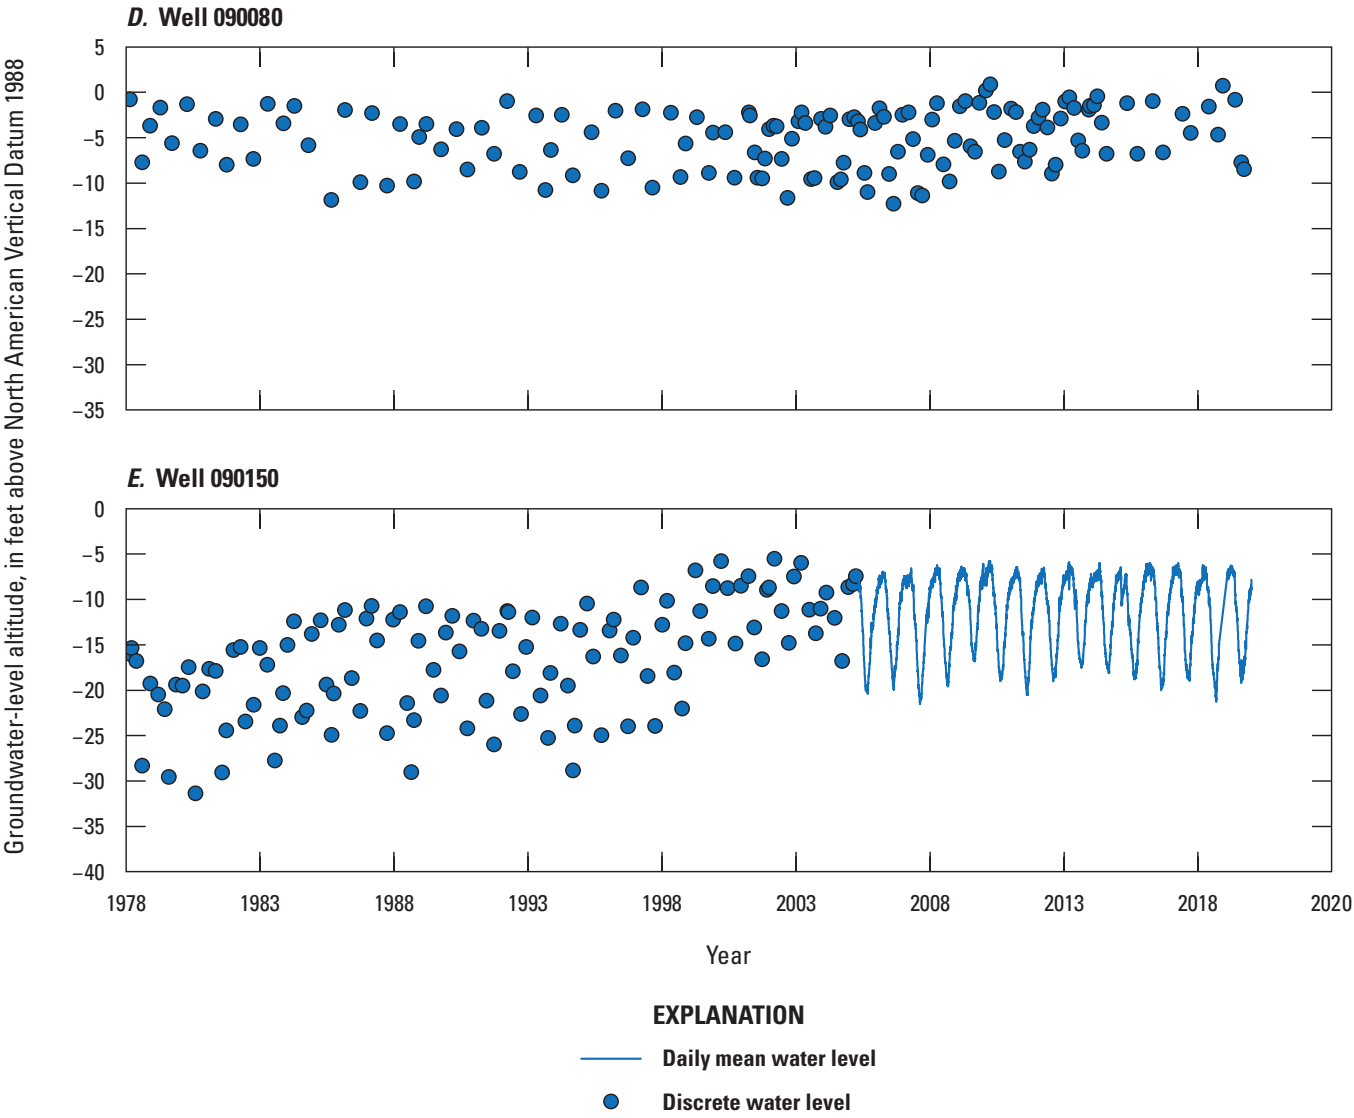 D. Well 090080
Groundwater-level altitude, in feet above North American Vertical Datum 1988
5
0
−5
−10
−15
−20
−25
−30
−35
E. Well 090150
0
−5
−10
−15
−20
−25
−30
−35
−40
1978 1983 1988 1993 1998 2003 2008 2013 2018 2020
Year
EXPLANATION
Daily mean water level
Discrete water level